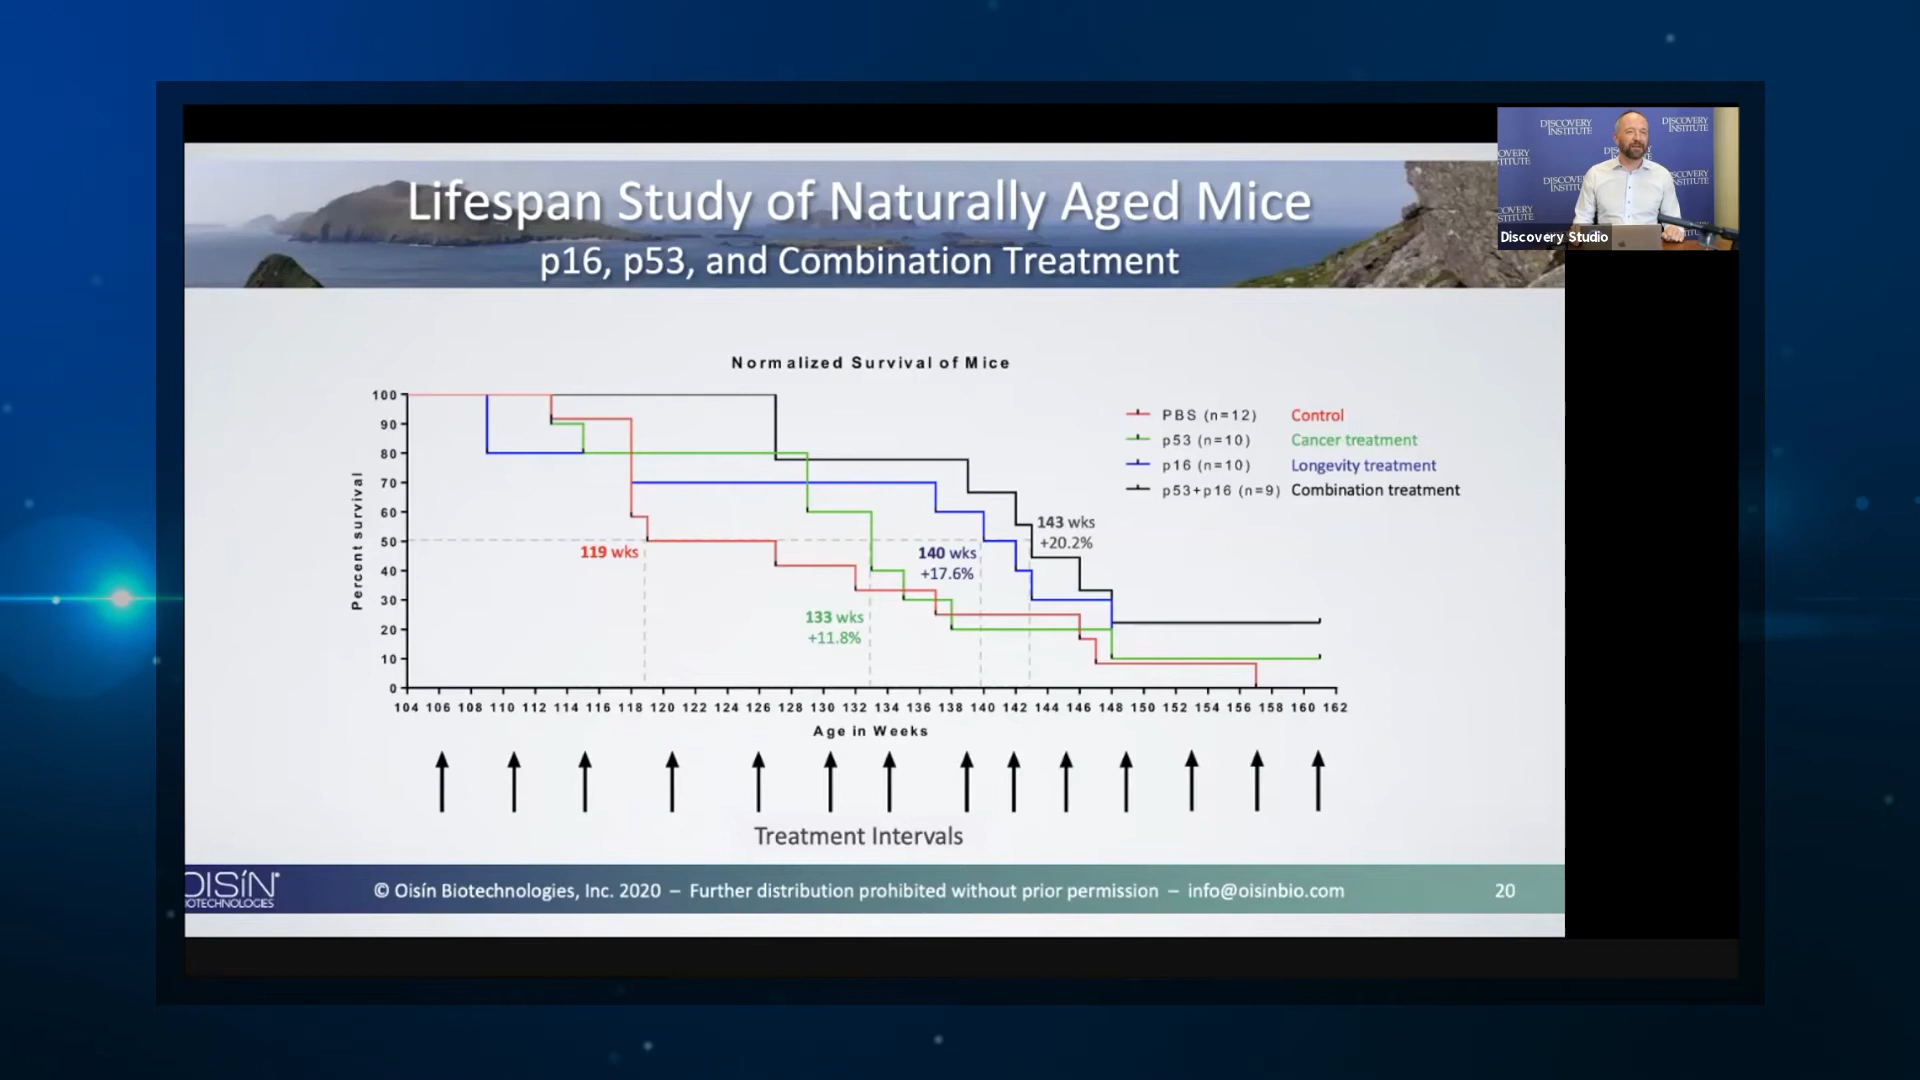 DISCOVERY
INSTITUTE
DISCOVERY
INSTITUTE
Discovery Studio
Lifespan Study of Naturally Aged Mice
p16, p53, and Combination Treatment
Normalized Survival of Mice
Percent survival
100
90
80
70
60
50
40
30
20
10
0
PBS (n=12) Control
p53 (n=10) Cancer treatment
p16 (n=10) Longevity treatment
p53+p16 (n=9) Combination treatment
119 wks
133 wks
+11.8%
140 wks
+17.6%
143 wks
+20.2%
104 106 108 110 112 114 116 118 120 122 124 126 128 130 132 134 136 138 140 142 144 146 148 150 152 154 156 158 160 162
Age in Weeks
Treatment Intervals
OISÍN
BIOTECHNOLOGIES
© Oisín Biotechnologies, Inc. 2020 – Further distribution prohibited without prior permission – info@oisinbio.com
20